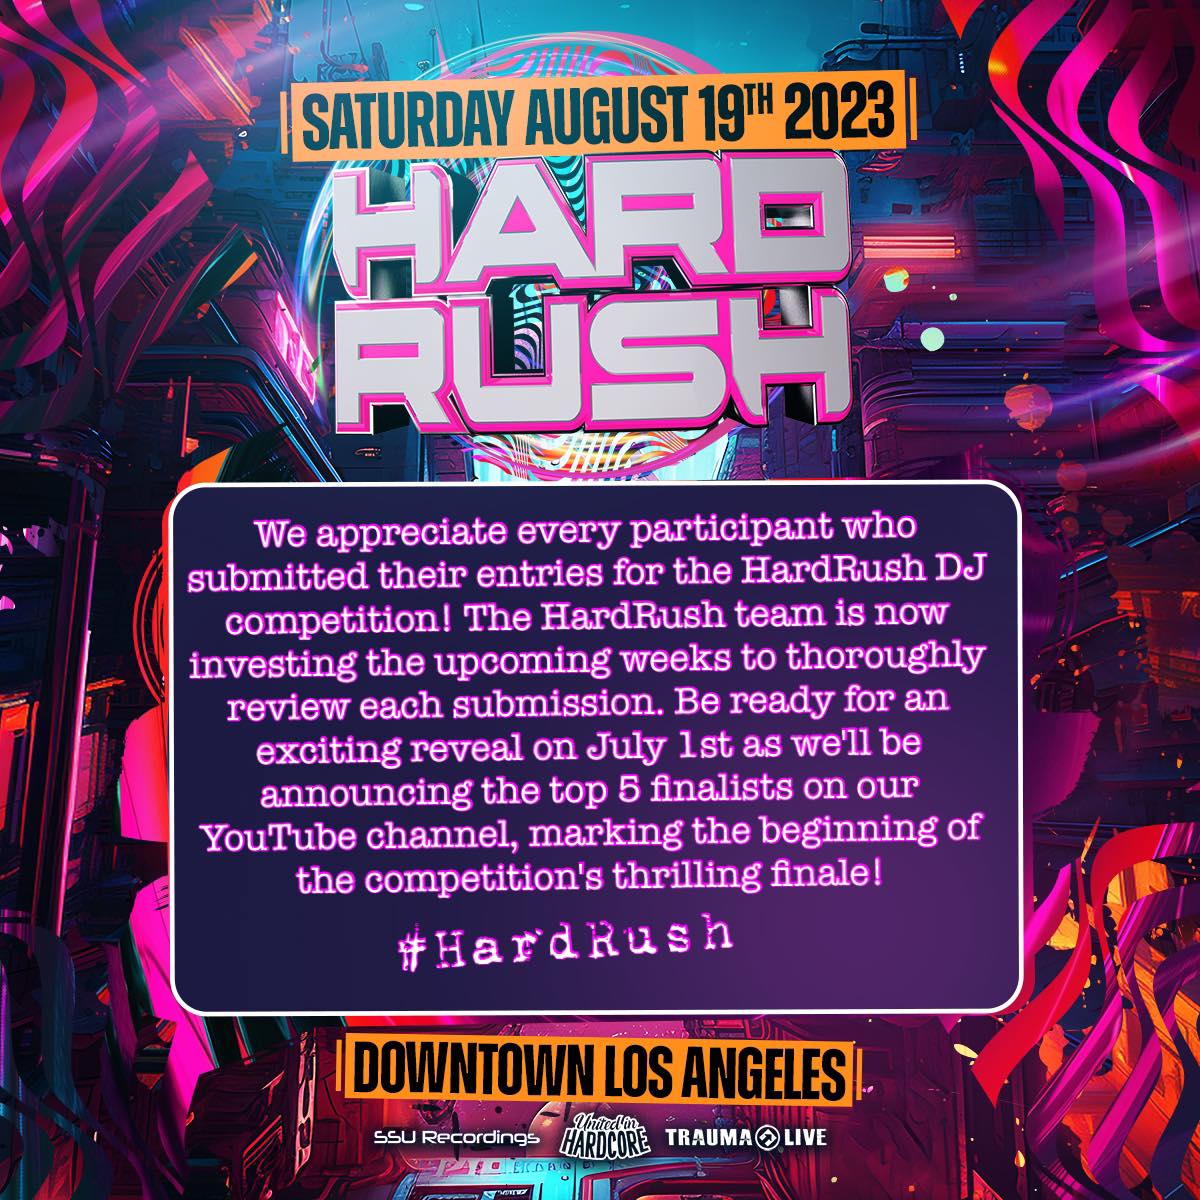 SATURDAY AUGUST 19TH 2023
HARD
RUSH
We appreciate every participant who
submitted their entries for the HardRush DJ
competition! The HardRush team is now
investing the upcoming weeks to thoroughly
review each submission. Be ready for an
exciting reveal on July 1st as we'll be
announcing the top 5 finalists on our
YouTube channel, marking the beginning of
the competition's thrilling finale!
#HardRush
DOWNTOWN LOS ANGELES
SSU Recordings
United in
HARDCORE
TRAUMA LIVE